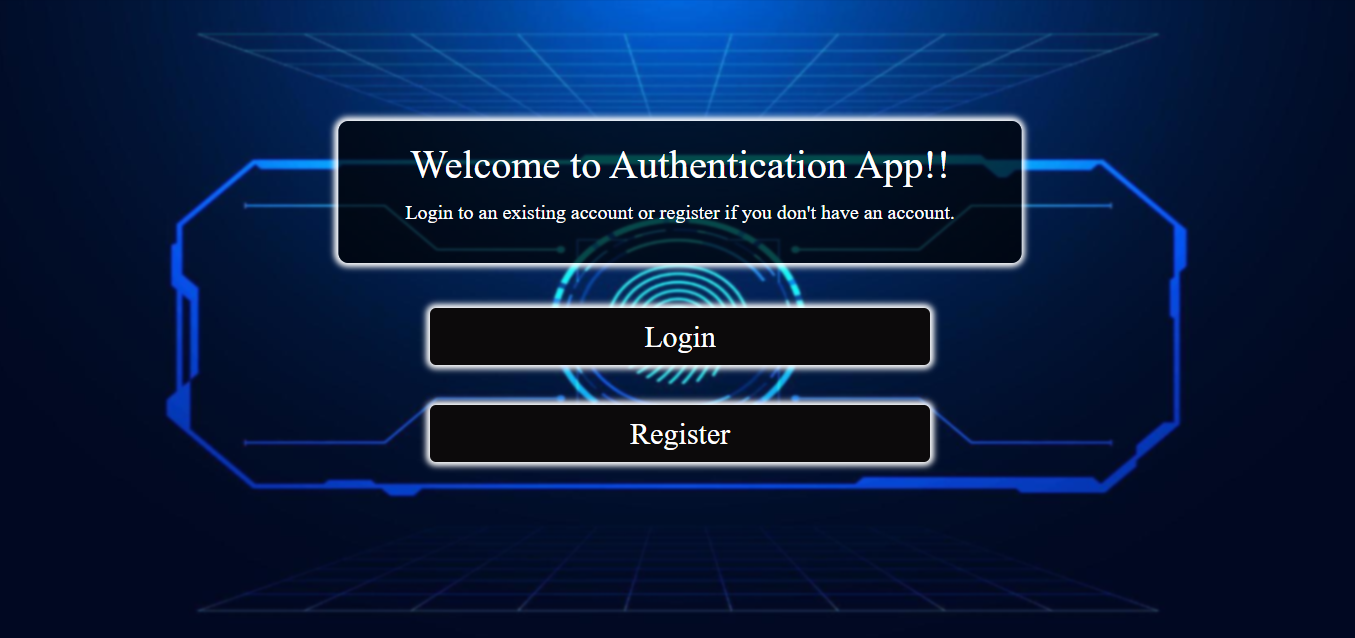 Welcome to Authentication App!!
Login to an existing account or register if you don't have an account.
Login
Register